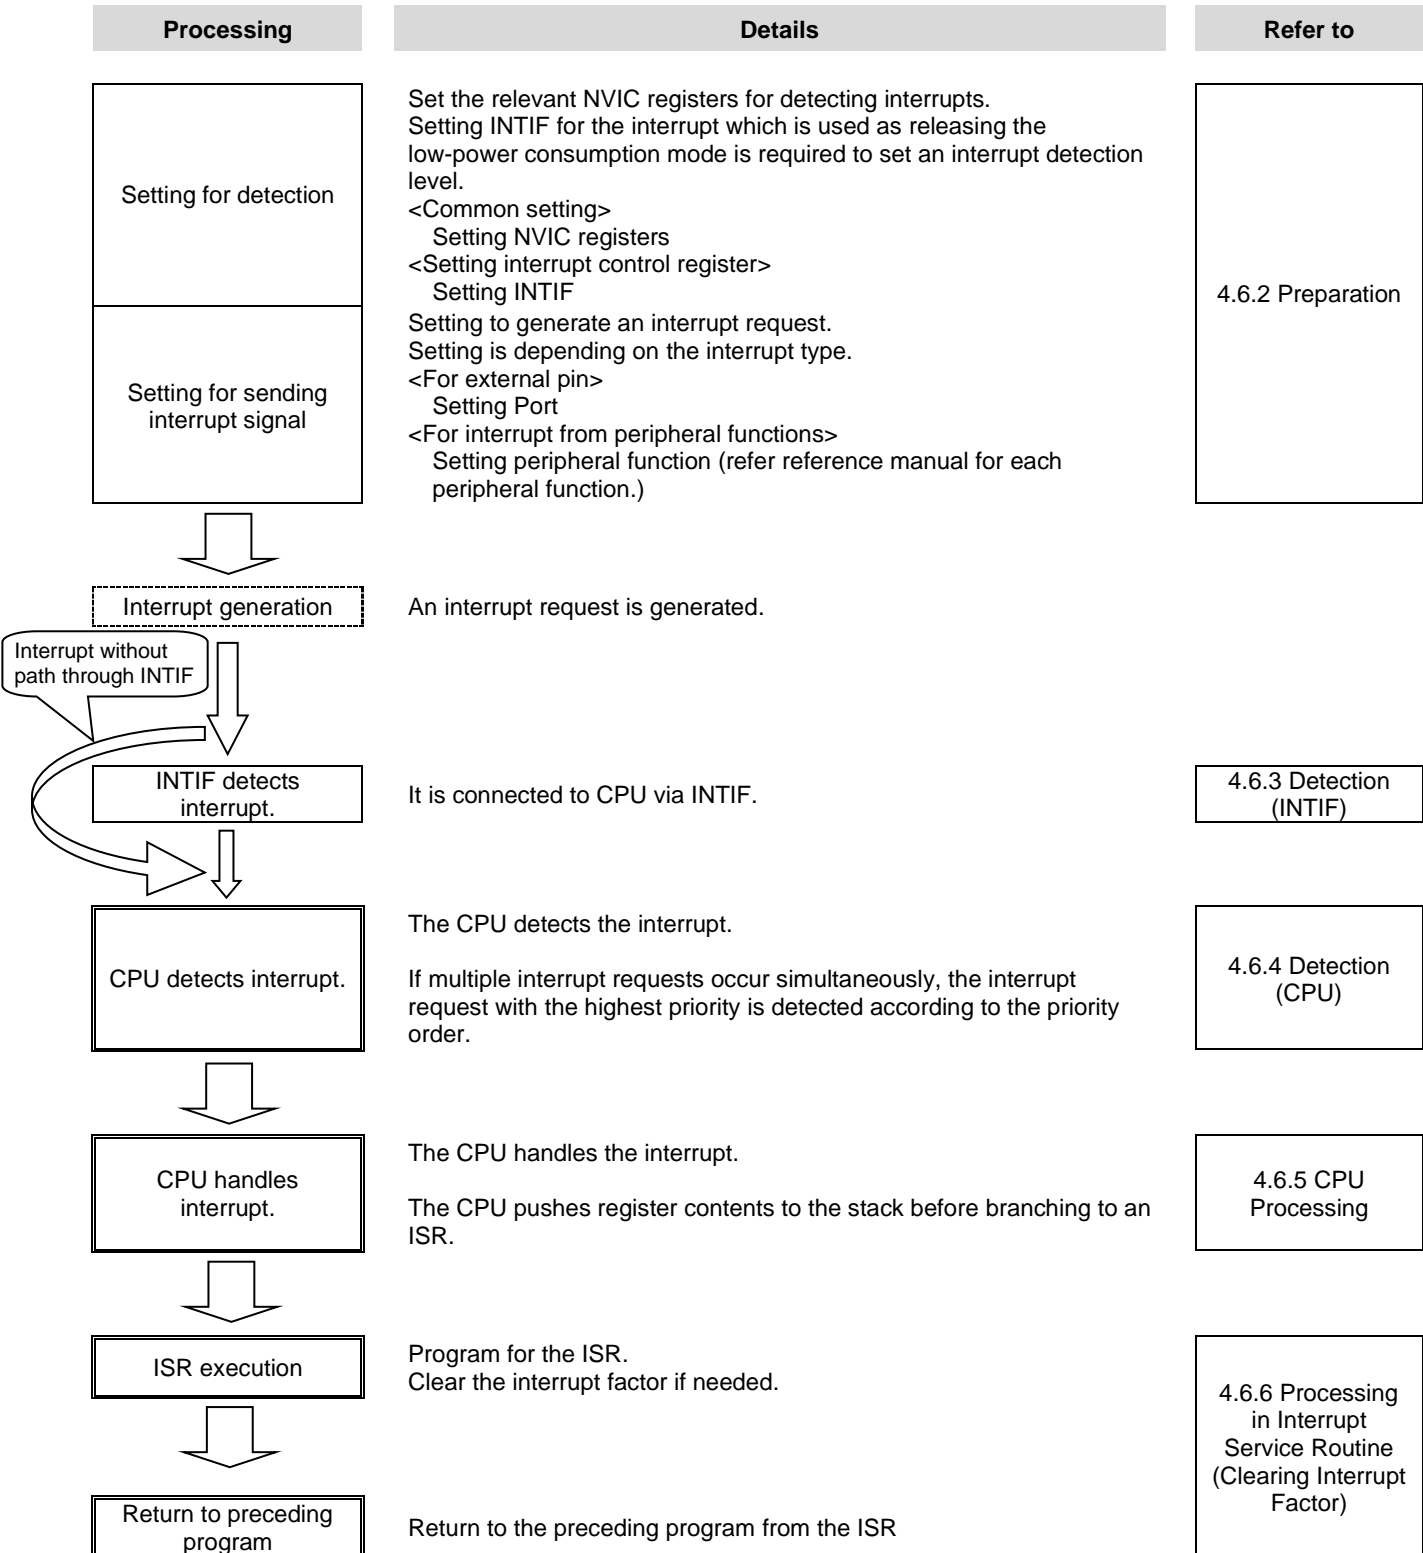 Processing
Details
Refer to
Setting for detection
Set the relevant NVIC registers for detecting interrupts.
Setting INTIF for the interrupt which is used as releasing the
low-power consumption mode is required to set an interrupt detection
level.
<Common setting>
Setting NVIC registers
<Setting interrupt control register>
Setting INTIF
4.6.2 Preparation
Setting for sending
interrupt signal
Setting to generate an interrupt request.
Setting is depending on the interrupt type.
<For external pin>
Setting Port
<For interrupt from peripheral functions>
Setting peripheral function (refer reference manual for each
peripheral function.)
Interrupt generation
An interrupt request is generated.
Interrupt without
path through INTIF
INTIF detects
interrupt.
It is connected to CPU via INTIF.
4.6.3 Detection
(INTIF)
CPU detects interrupt.
The CPU detects the interrupt.
If multiple interrupt requests occur simultaneously, the interrupt
request with the highest priority is detected according to the priority
order.
4.6.4 Detection
(CPU)
CPU handles
interrupt.
The CPU handles the interrupt.
The CPU pushes register contents to the stack before branching to an
ISR.
4.6.5 CPU
Processing
ISR execution
Program for the ISR.
Clear the interrupt factor if needed.
4.6.6 Processing
in Interrupt
Service Routine
(Clearing Interrupt
Factor)
Return to preceding
program
Return to the preceding program from the ISR